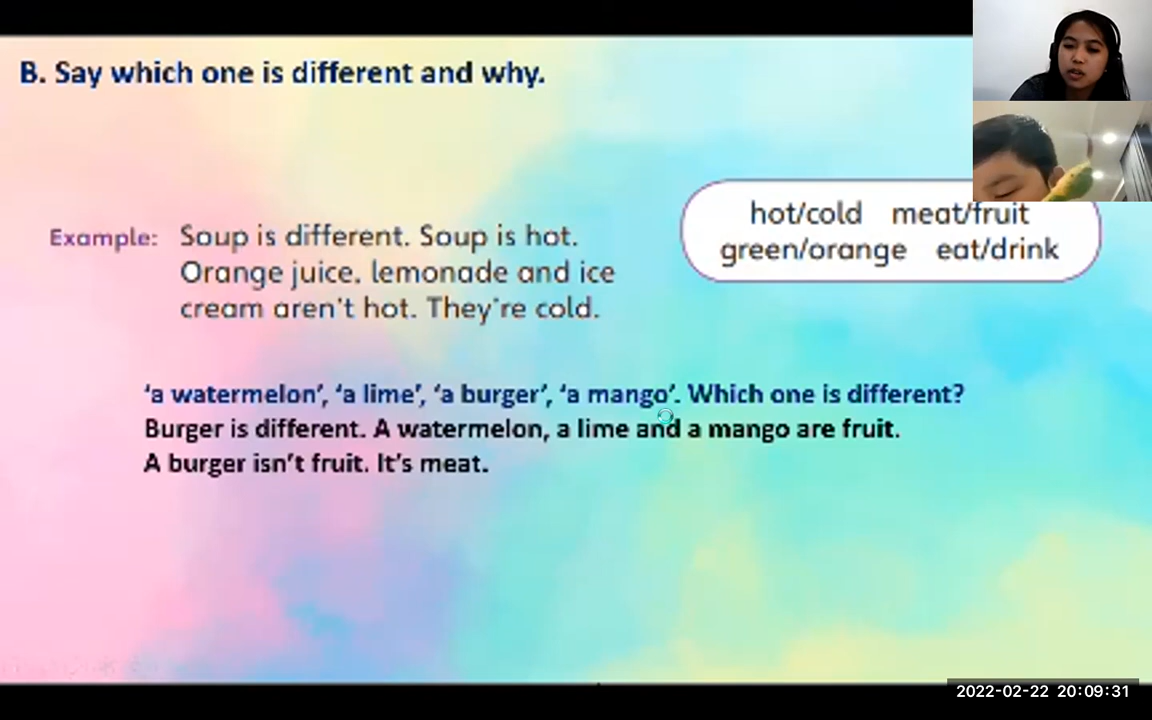 B. Say which one is different and why.
hot/cold meat/fruit
green/orange eat/drink
Example: Soup is different. Soup is hot.
Orange juice, lemonade and ice
cream aren't hot. They're cold.
‘a watermelon’, ‘a lime’, ‘a burger’, ‘a mango’. Which one is different?
Burger is different. A watermelon, a lime and a mango are fruit.
A burger isn’t fruit. It’s meat.
2022-02-22 20:09:31